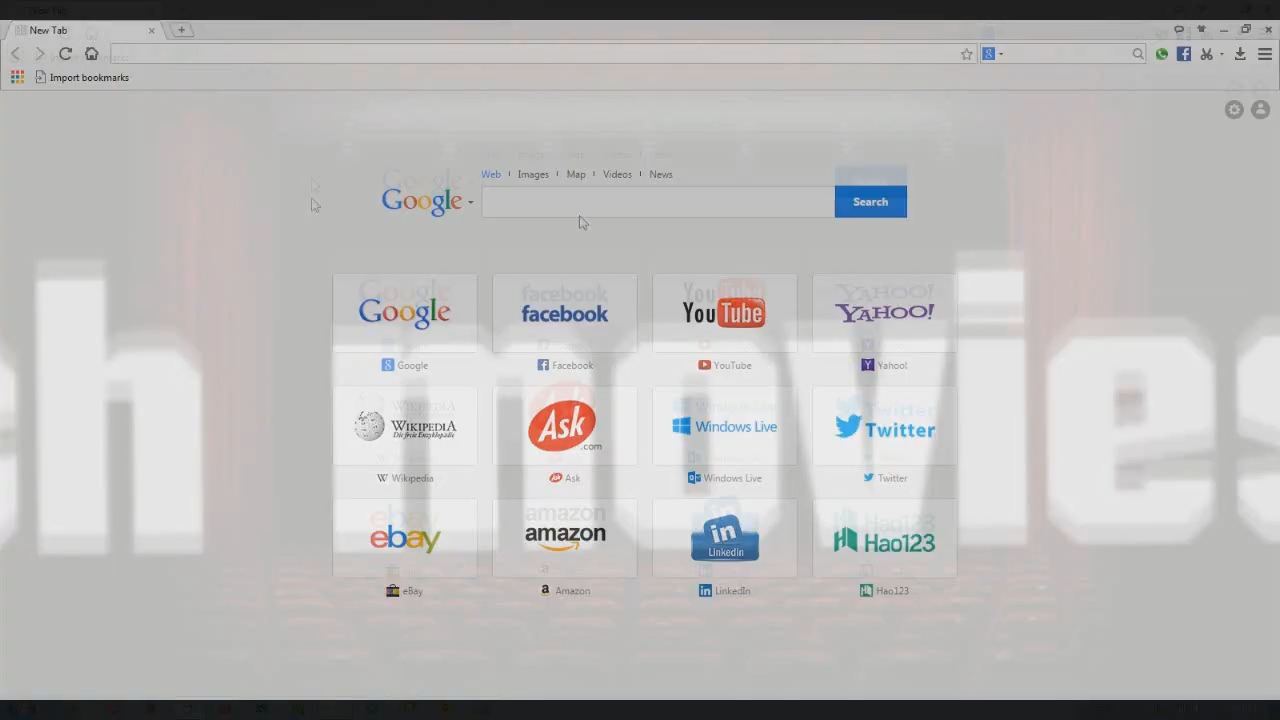 New Tab
Import bookmarks
Web Images Map Videos News
Google
Search
Google facebook YouTube YAHOO!
Google Facebook YouTube Yahoo!
WIKIPEDIA Die freie Enzyklopädie Ask.com Windows Live Twitter
Wikipedia Ask Windows Live Twitter
ebay amazon in LinkedIn Hao123
eBay Amazon LinkedIn Hao123
h movies